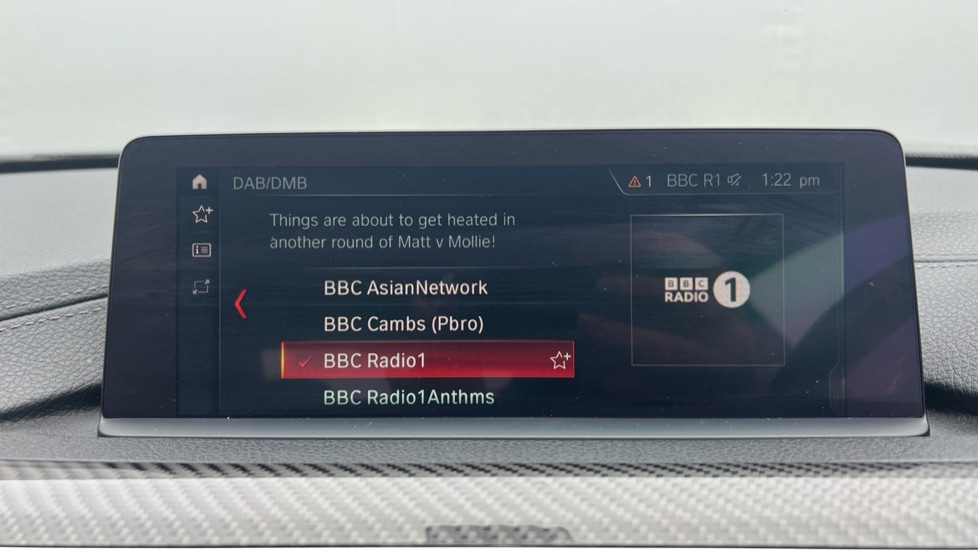 DAB/DMB
1 BBC R1 1:22 pm
Things are about to get heated in
another round of Matt v Mollie!
BBC AsianNetwork
BBC Cambs (Pbro)
BBC Radio1
BBC Radio1Anthms
BBC
RADIO 1